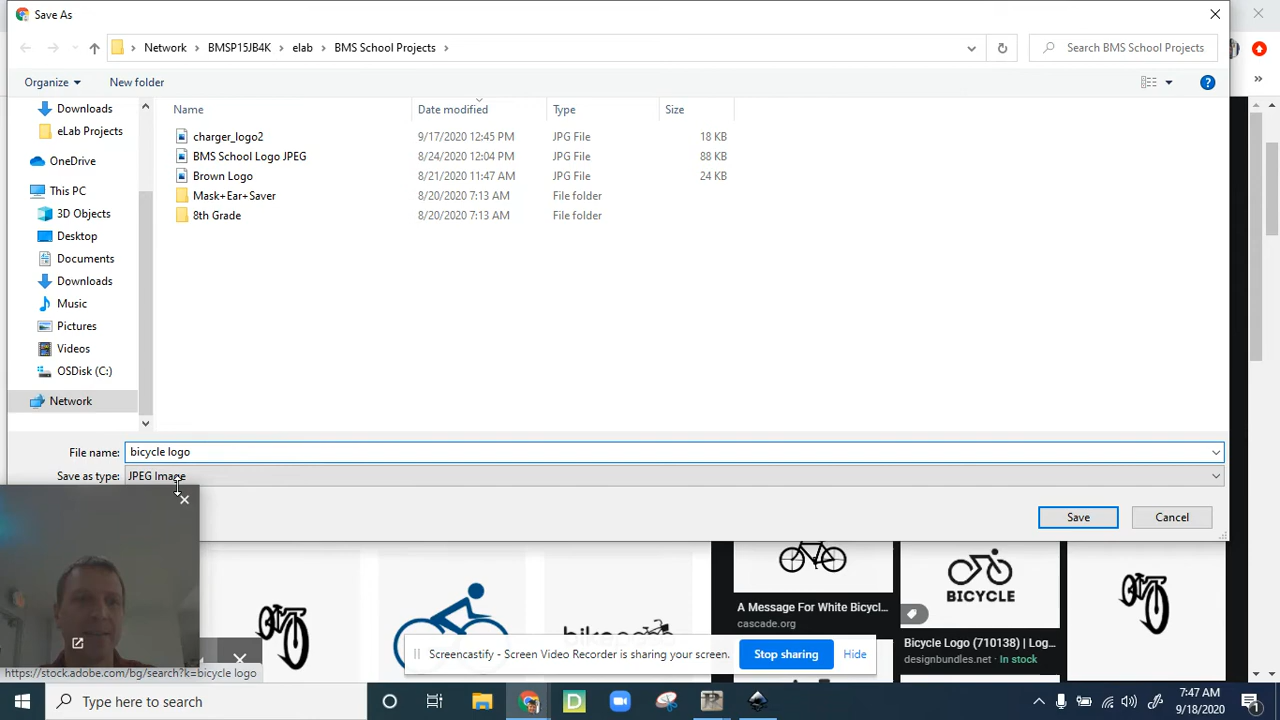 Save As
Network > BMSP15JB4K > elab > BMS School Projects >
Search BMS School Projects
Organize
New folder
Downloads
eLab Projects
OneDrive
This PC
3D Objects
Desktop
Documents
Downloads
Music
Pictures
Videos
OSDisk (C:)
Network
Name Date modified Type Size
charger_logo2 9/17/2020 12:45 PM JPG File 18 KB
BMS School Logo JPEG 8/24/2020 12:04 PM JPG File 88 KB
Brown Logo 8/21/2020 11:47 AM JPG File 24 KB
Mask+Ear+Saver 8/20/2020 7:13 AM File folder
8th Grade 8/20/2020 7:13 AM File folder
File name: bicycle logo
Save as type: JPEG Image
Save
Cancel
BICYCLE
A Message For White Bicycl...
cascade.org
Bicycle Logo (710138) | Log...
designbundles.net · In stock
Screencastify - Screen Video Recorder is sharing your screen.
Stop sharing
Hide
https://stock.adobe.com/bg/search?k=bicycle logo
Type here to search
7:47 AM
9/18/2020
1